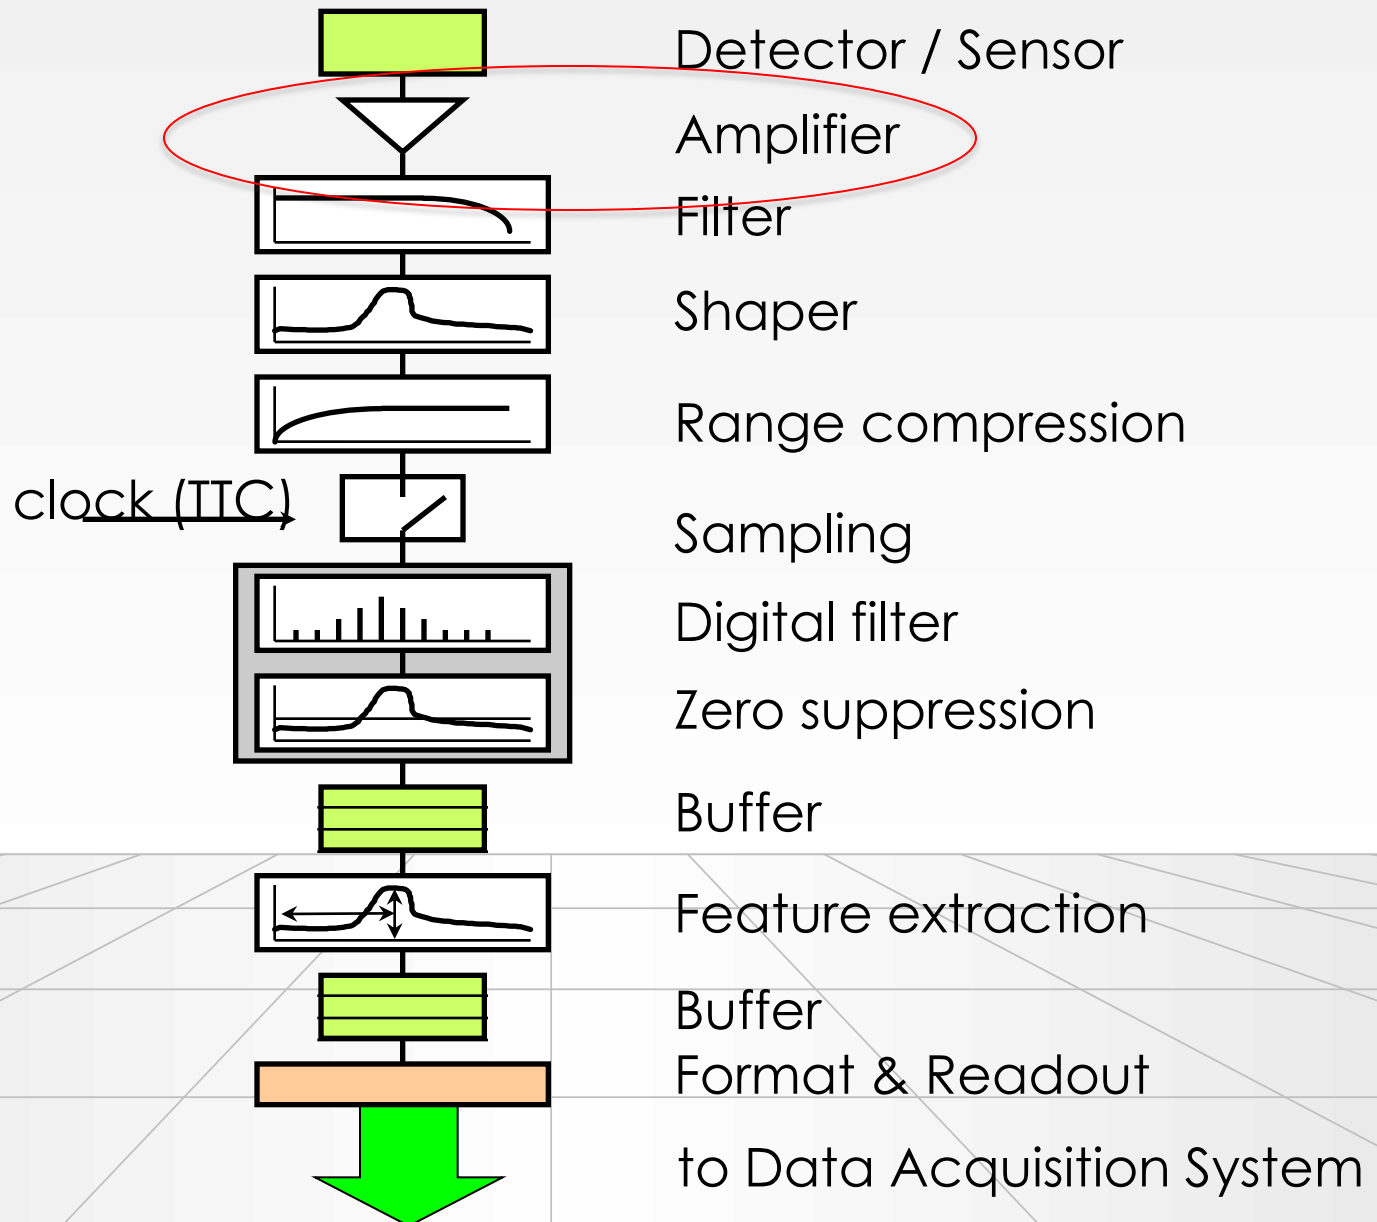 Detector / Sensor
Amplifier
Filter
Shaper
Range compression
clock (TTC)
Sampling
Digital filter
Zero suppression
Buffer
Feature extraction
Buffer
Format & Readout
to Data Acquisition System